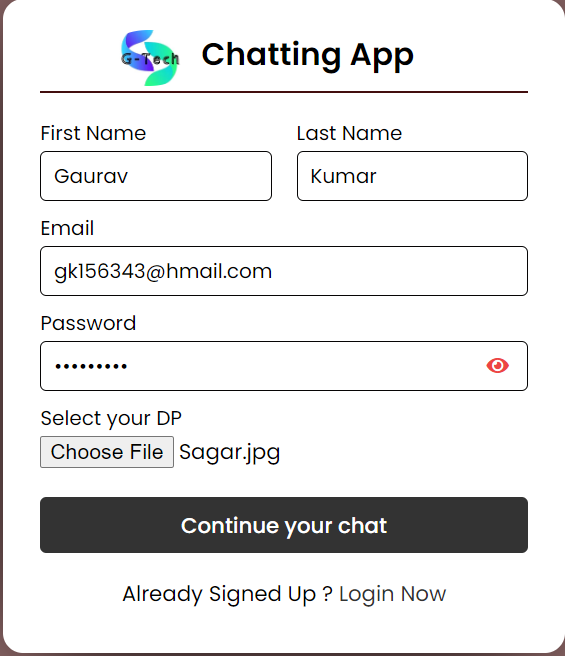 G-Tech Chatting App
First Name Last Name
Gaurav Kumar
Email
gk156343@hmail.com
Password
•••••••••
Select your DP
Choose File Sagar.jpg
Continue your chat
Already Signed Up ? Login Now